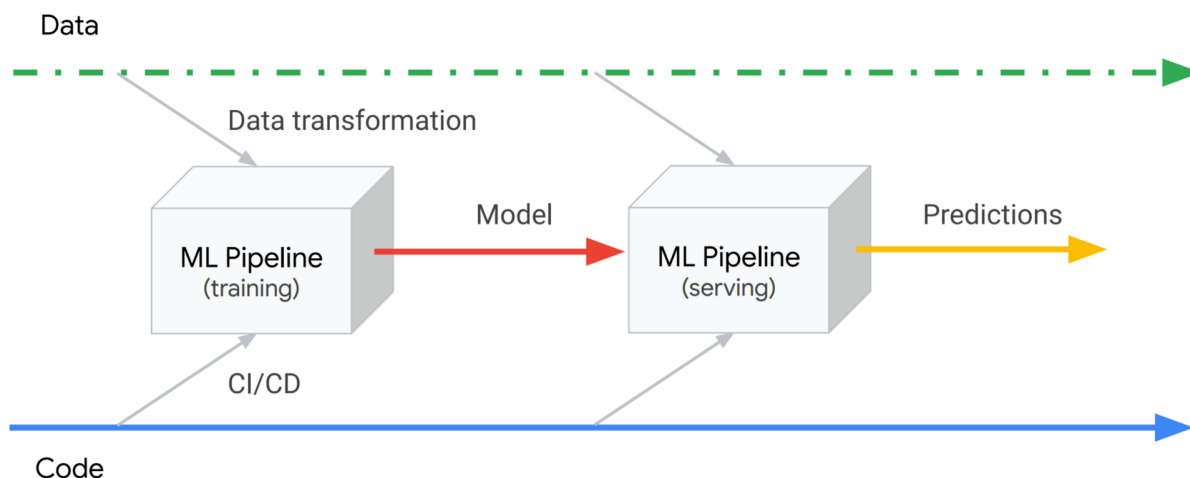 Data
Data transformation
Model
Predictions
ML Pipeline
(training)
ML Pipeline
(serving)
CI/CD
Code